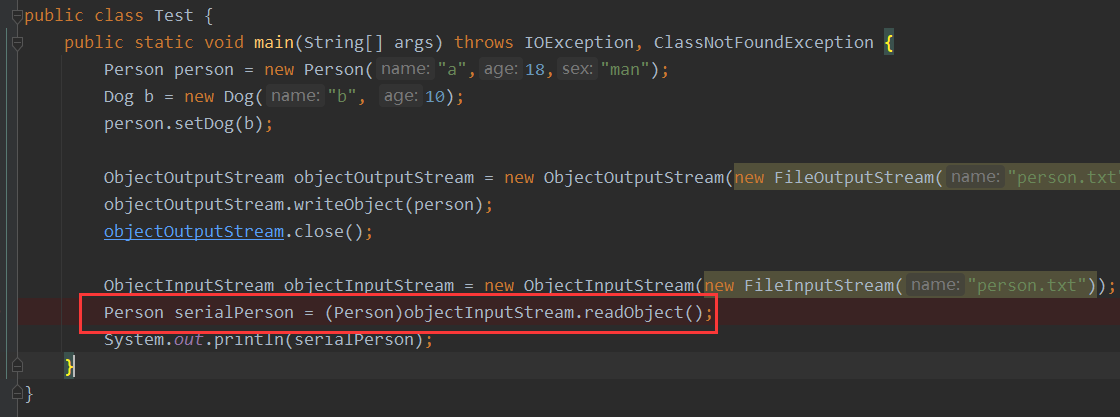 public class Test {
public static void main(String[] args) throws IOException, ClassNotFoundException {
Person person = new Person( name: "a", age: 18, sex: "man");
Dog b = new Dog( name: "b", age: 10);
person.setDog(b);
ObjectOutputStream objectOutputStream = new ObjectOutputStream(new FileOutputStream( name: "person.txt"
objectOutputStream.writeObject(person);
objectOutputStream.close();
ObjectInputStream objectInputStream = new ObjectInputStream(new FileInputStream( name: "person.txt"));
Person serialPerson = (Person)objectInputStream.readObject();
System.out.println(serialPerson);
}
}